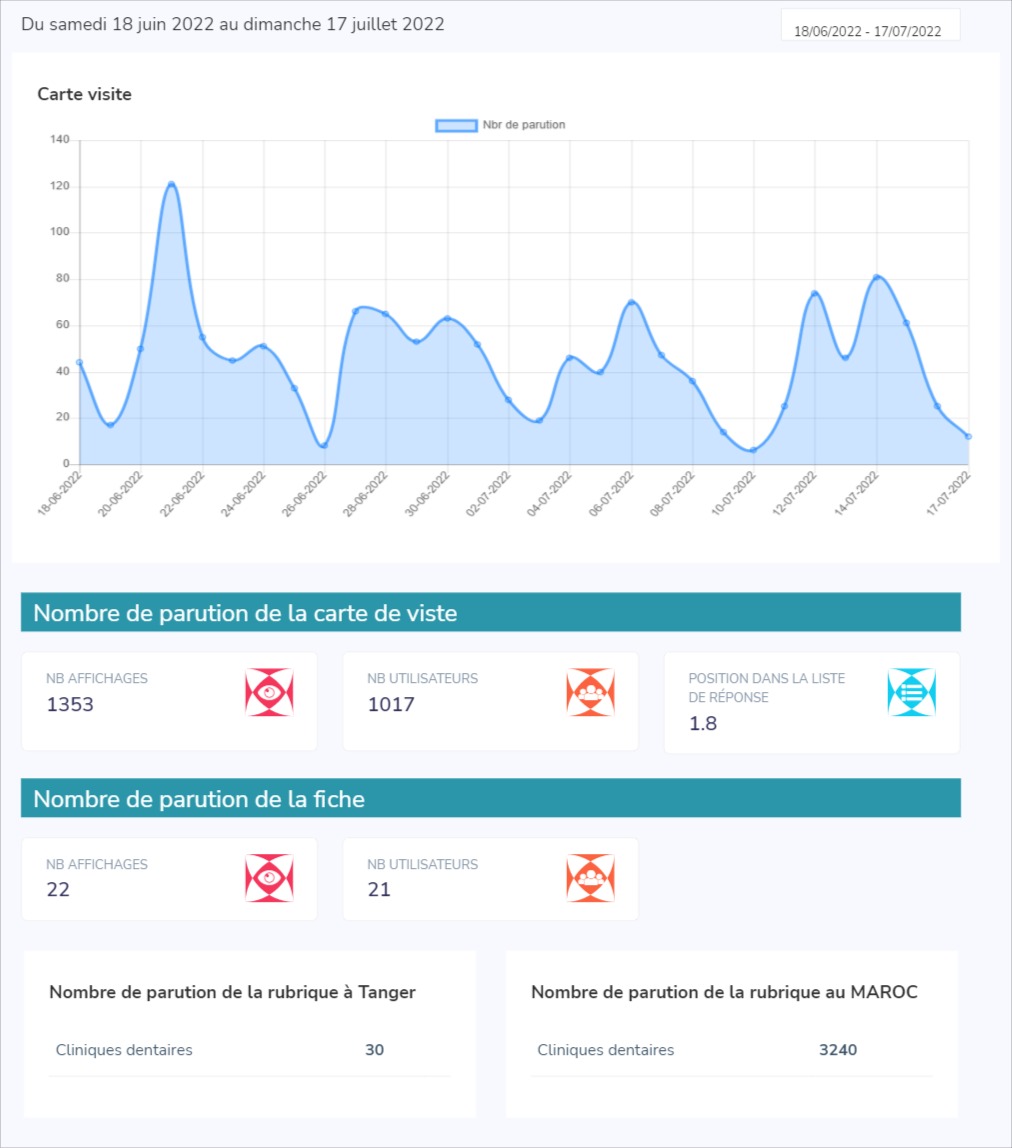 Du samedi 18 juin 2022 au dimanche 17 juillet 2022
18/06/2022 - 17/07/2022
Carte visite
Nbr de parution
140
120
100
80
60
40
20
0
18-06-2022
20-06-2022
22-06-2022
24-06-2022
26-06-2022
28-06-2022
30-06-2022
02-07-2022
04-07-2022
06-07-2022
08-07-2022
10-07-2022
12-07-2022
14-07-2022
17-07-2022
Nombre de parution de la carte de viste
NB AFFICHAGES
1353
NB UTILISATEURS
1017
POSITION DANS LA LISTE
DE RÉPONSE
1.8
Nombre de parution de la fiche
NB AFFICHAGES
22
NB UTILISATEURS
21
Nombre de parution de la rubrique à Tanger
Cliniques dentaires 30
Nombre de parution de la rubrique au MAROC
Cliniques dentaires 3240